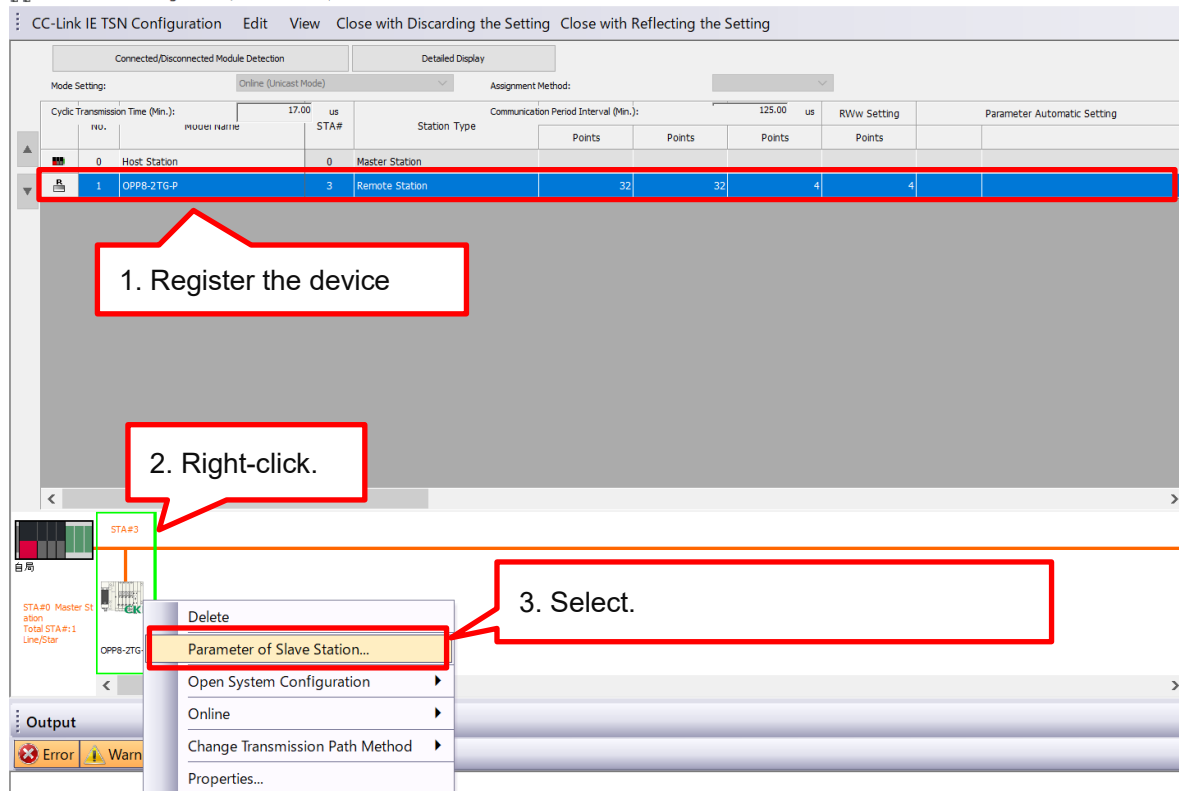 CC-Link IE TSN Configuration Edit View Close with Discarding the Setting Close with Reflecting the Setting
Connected/Disconnected Module Detection Detailed Display
Mode Setting: Online (Unicast Mode) Assignment Method:
Cyclic Transmission Time (Min.): 17.00 us Communication Period Interval (Min.): 125.00 us RWw Setting Parameter Automatic Setting
No. Model Name STA# Station Type
Points Points Points Points
0 Host Station 0 Master Station
1 OPP8-2TG-P 3 Remote Station 32 32 4 4
1. Register the device
2. Right-click.
STA#3
自局
3. Select.
STA#0 Master St
ation
Total STA#:1
Line/Star
CK
OPP8-2TG-
Delete
Parameter of Slave Station...
Open System Configuration
Online
Change Transmission Path Method
Properties...
Output
Error Warn